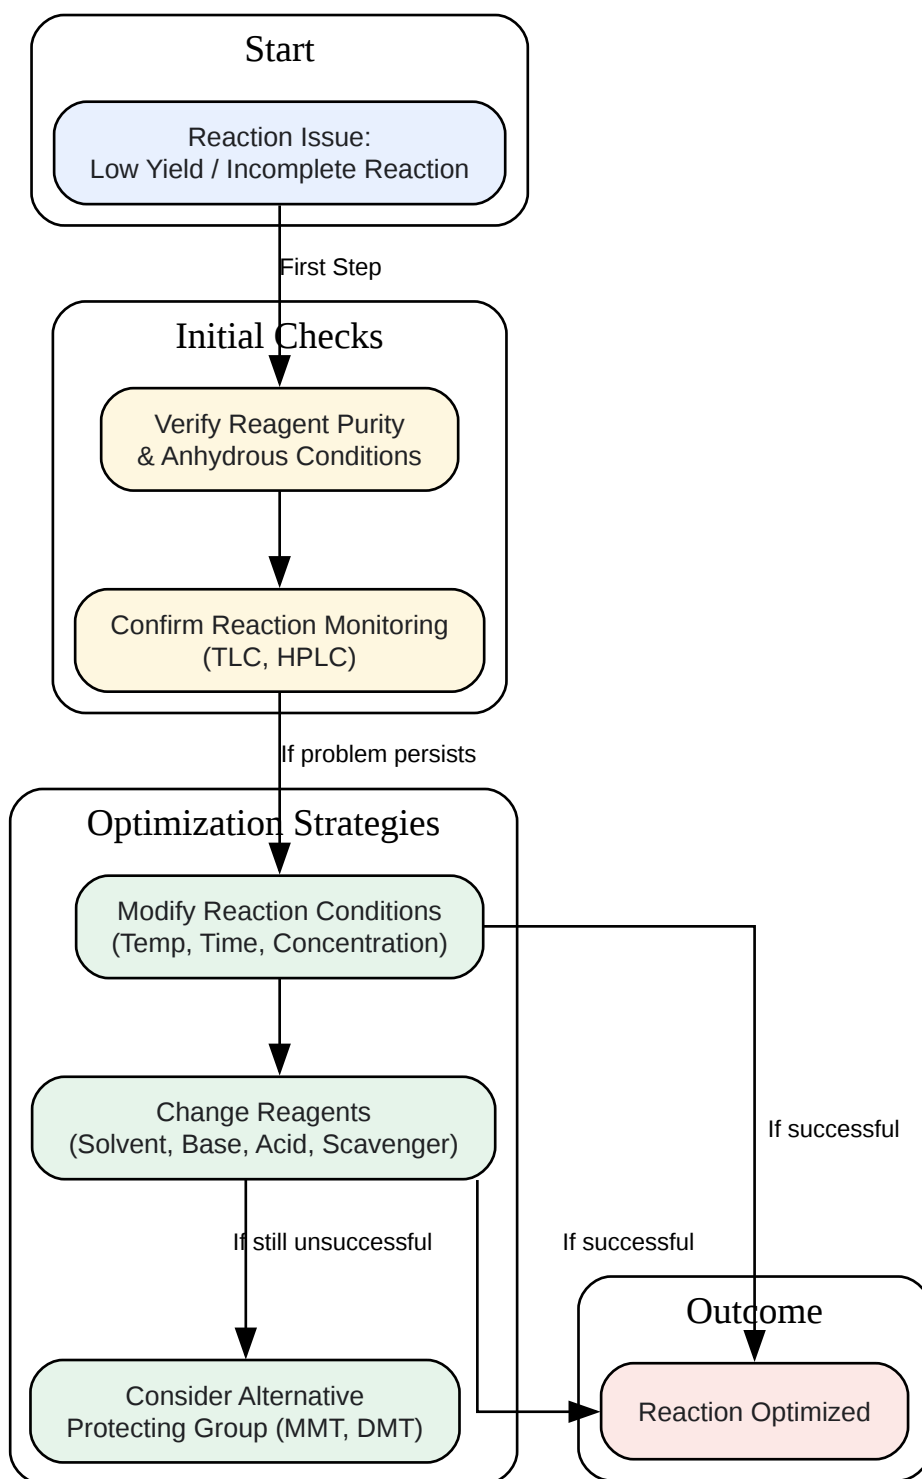 Start
Reaction Issue:
Low Yield / Incomplete Reaction
First Step
Initial Checks
Verify Reagent Purity
& Anhydrous Conditions
Confirm Reaction Monitoring
(TLC, HPLC)
If problem persists
Optimization Strategies
Modify Reaction Conditions
(Temp, Time, Concentration)
Change Reagents
(Solvent, Base, Acid, Scavenger)
If successful
If still unsuccessful
If successful
Outcome
Consider Alternative
Protecting Group (MMT, DMT)
Reaction Optimized